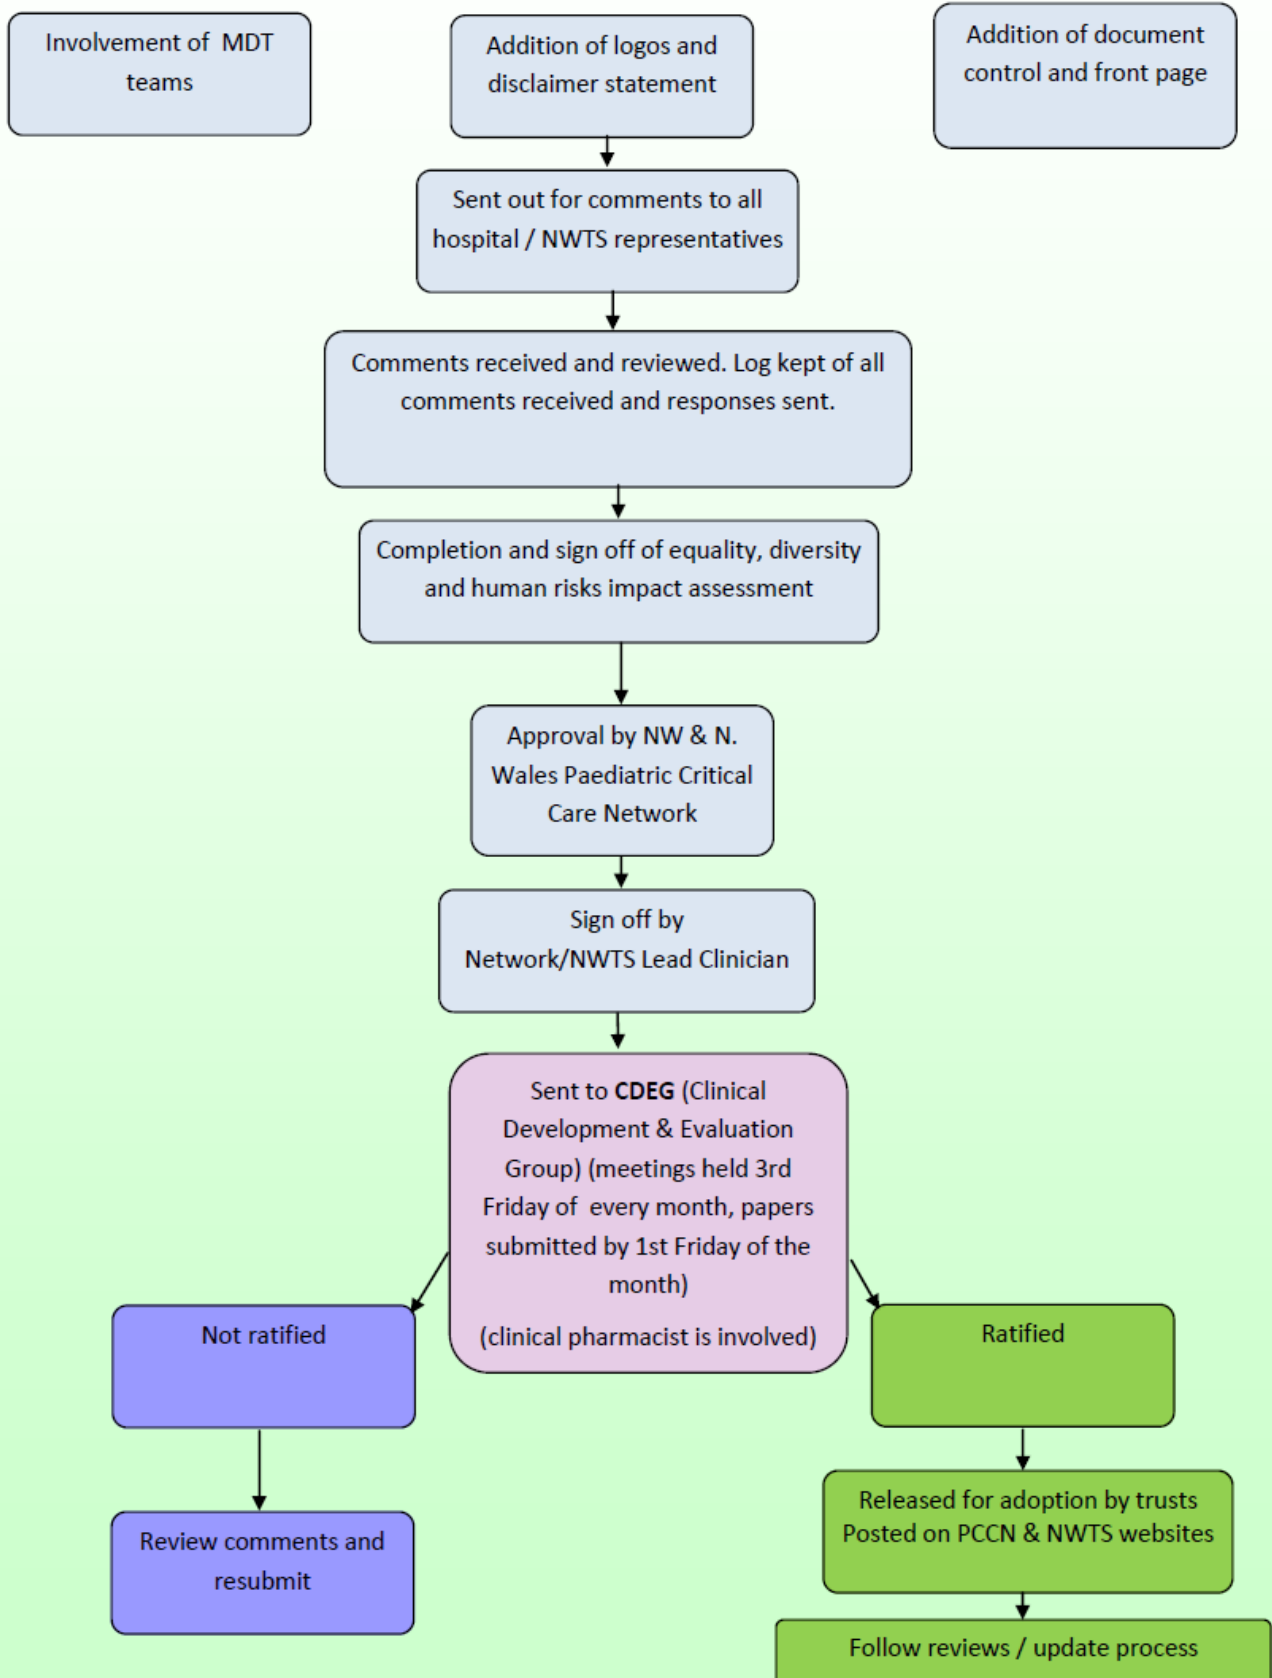 Involvement of MDT
teams
Addition of logos and
disclaimer statement
Addition of document
control and front page
Sent out for comments to all
hospital / NWTS representatives
Comments received and reviewed. Log kept of all
comments received and responses sent.
Completion and sign off of equality, diversity
and human risks impact assessment
Approval by NW & N.
Wales Paediatric Critical
Care Network
Sign off by
Network/NWTS Lead Clinician
Sent to CDEG (Clinical
Development & Evaluation
Group) (meetings held 3rd
Friday of every month, papers
submitted by 1st Friday of the
month)
(clinical pharmacist is involved)
Not ratified
Review comments and
resubmit
Ratified
Released for adoption by trusts
Posted on PCCN & NWTS websites
Follow reviews / update process